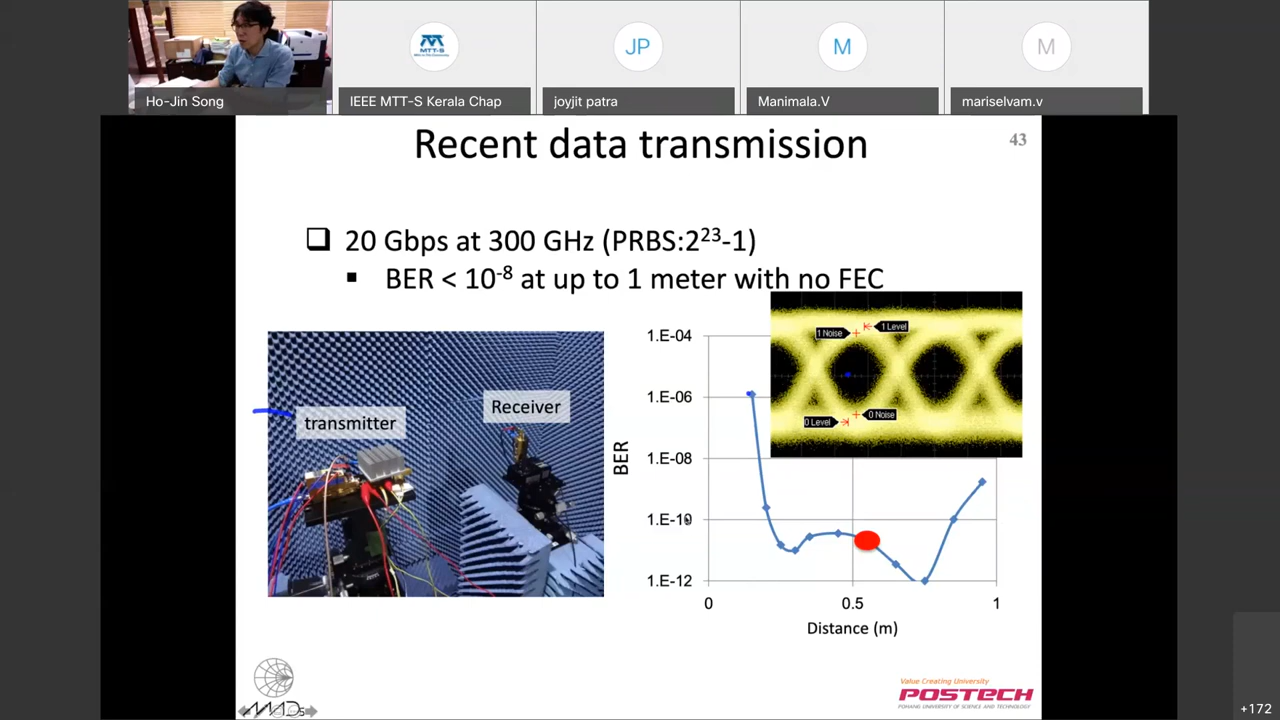 Ho-Jin Song
MTT-S
IEEE MTT-S Kerala Chap
JP
joyjit patra
M
Manimala.V
M
mariselvam.v
Recent data transmission
43
❑ 20 Gbps at 300 GHz (PRBS:2²³-1)
▪ BER < 10⁻⁸ at up to 1 meter with no FEC
transmitter
Receiver
BER
1.E-04
1.E-06
1.E-08
1.E-10
1.E-12
0
0.5
1
Distance (m)
1 Noise
1 Level
0 Noise
0 Level
Value Creating University
POSTECH
POHANG UNIVERSITY OF SCIENCE AND TECHNOLOGY
+172